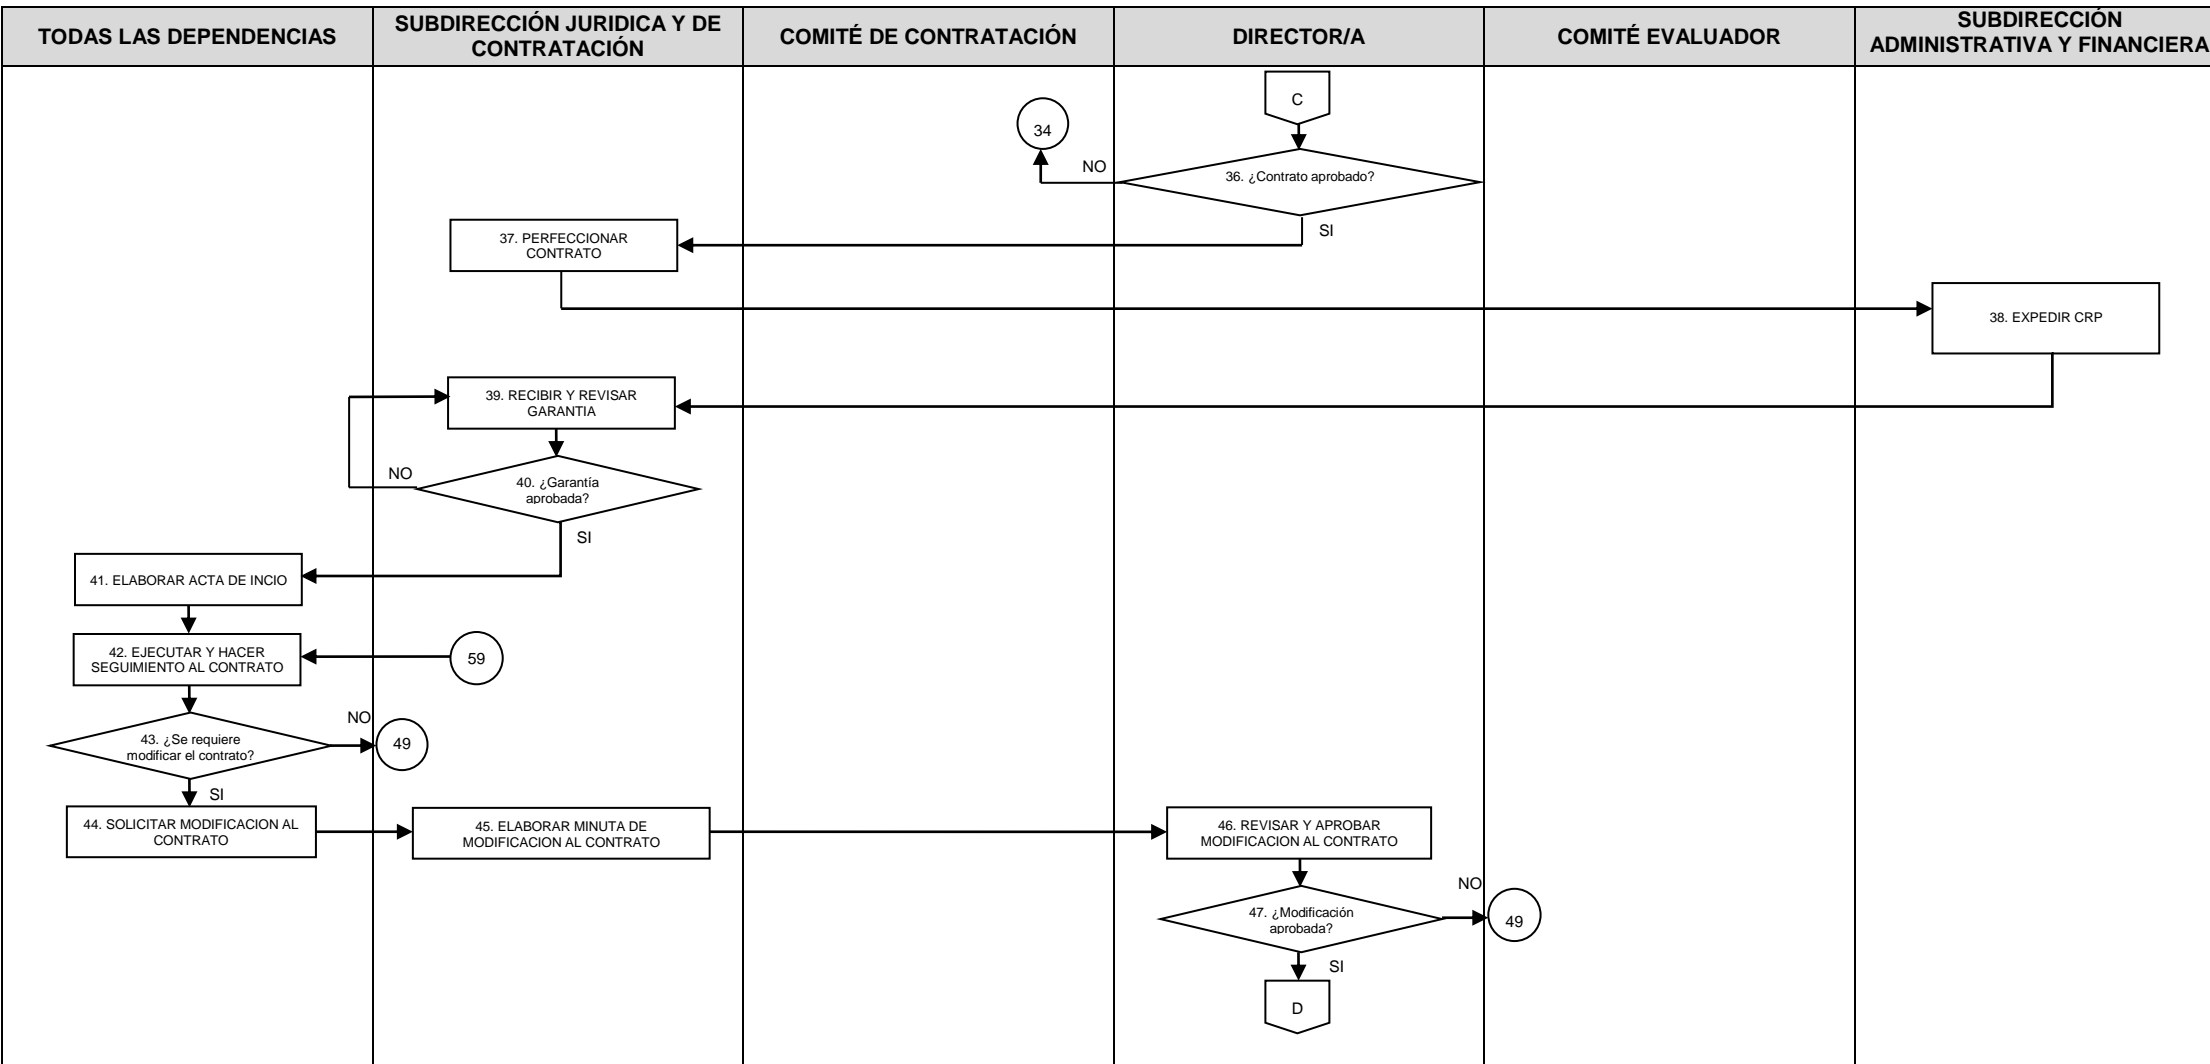 TODAS LAS DEPENDENCIAS
SUBDIRECCIÓN JURIDICA Y DE
CONTRATACIÓN
COMITÉ DE CONTRATACIÓN
DIRECTOR/A
COMITÉ EVALUADOR
SUBDIRECCIÓN
ADMINISTRATIVA Y FINANCIERA
C
34
NO
36. ¿Contrato aprobado?
SI
37. PERFECCIONAR
CONTRATO
38. EXPEDIR CRP
39. RECIBIR Y REVISAR
GARANTIA
NO
40. ¿Garantía
aprobada?
SI
41. ELABORAR ACTA DE INCIO
42. EJECUTAR Y HACER
SEGUIMIENTO AL CONTRATO
59
NO
43. ¿Se requiere
modificar el contrato?
49
SI
44. SOLICITAR MODIFICACION AL
CONTRATO
45. ELABORAR MINUTA DE
MODIFICACION AL CONTRATO
46. REVISAR Y APROBAR
MODIFICACION AL CONTRATO
NO
47. ¿Modificación
aprobada?
49
SI
D